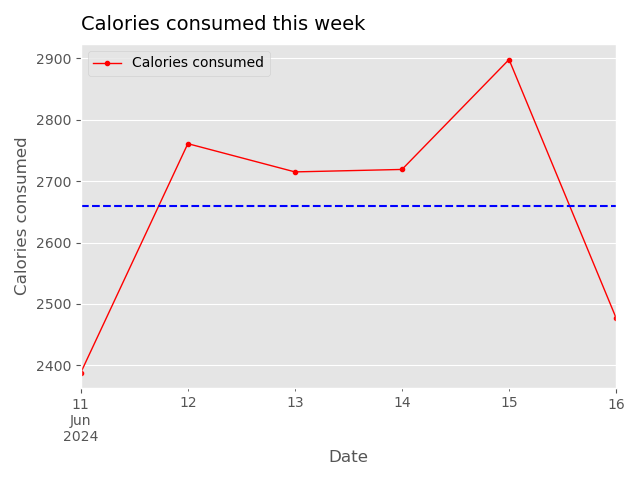 Calories consumed this week
Calories consumed
2900
2800
2700
2600
2500
2400
Calories consumed
11
Jun
2024
12
13
14
15
16
Date